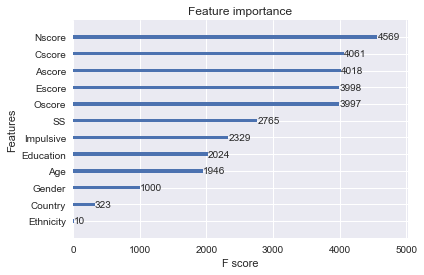 Feature importance
Features
Nscore 4569
Cscore 4061
Ascore 4018
Escore 3998
Oscore 3997
SS 2765
Impulsive 2329
Education 2024
Age 1946
Gender 1000
Country 323
Ethnicity 10
0 1000 2000 3000 4000 5000
F score